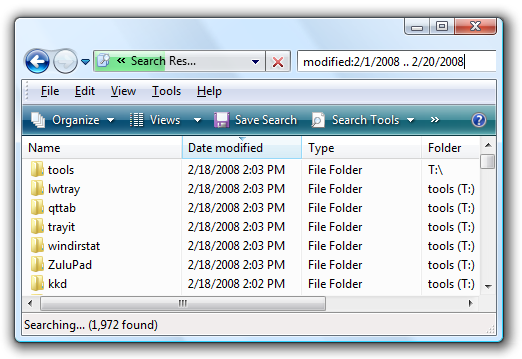 Search Res...
modified:2/1/2008 .. 2/20/2008
File Edit View Tools Help
Organize Views Save Search Search Tools
Name Date modified Type Folder
tools 2/18/2008 2:03 PM File Folder T:\
lwtray 2/18/2008 2:03 PM File Folder tools (T:)
qttab 2/18/2008 2:03 PM File Folder tools (T:)
trayit 2/18/2008 2:03 PM File Folder tools (T:)
windirstat 2/18/2008 2:03 PM File Folder tools (T:)
ZuluPad 2/18/2008 2:03 PM File Folder tools (T:)
kkd 2/18/2008 2:02 PM File Folder tools (T:)
Searching... (1,972 found)